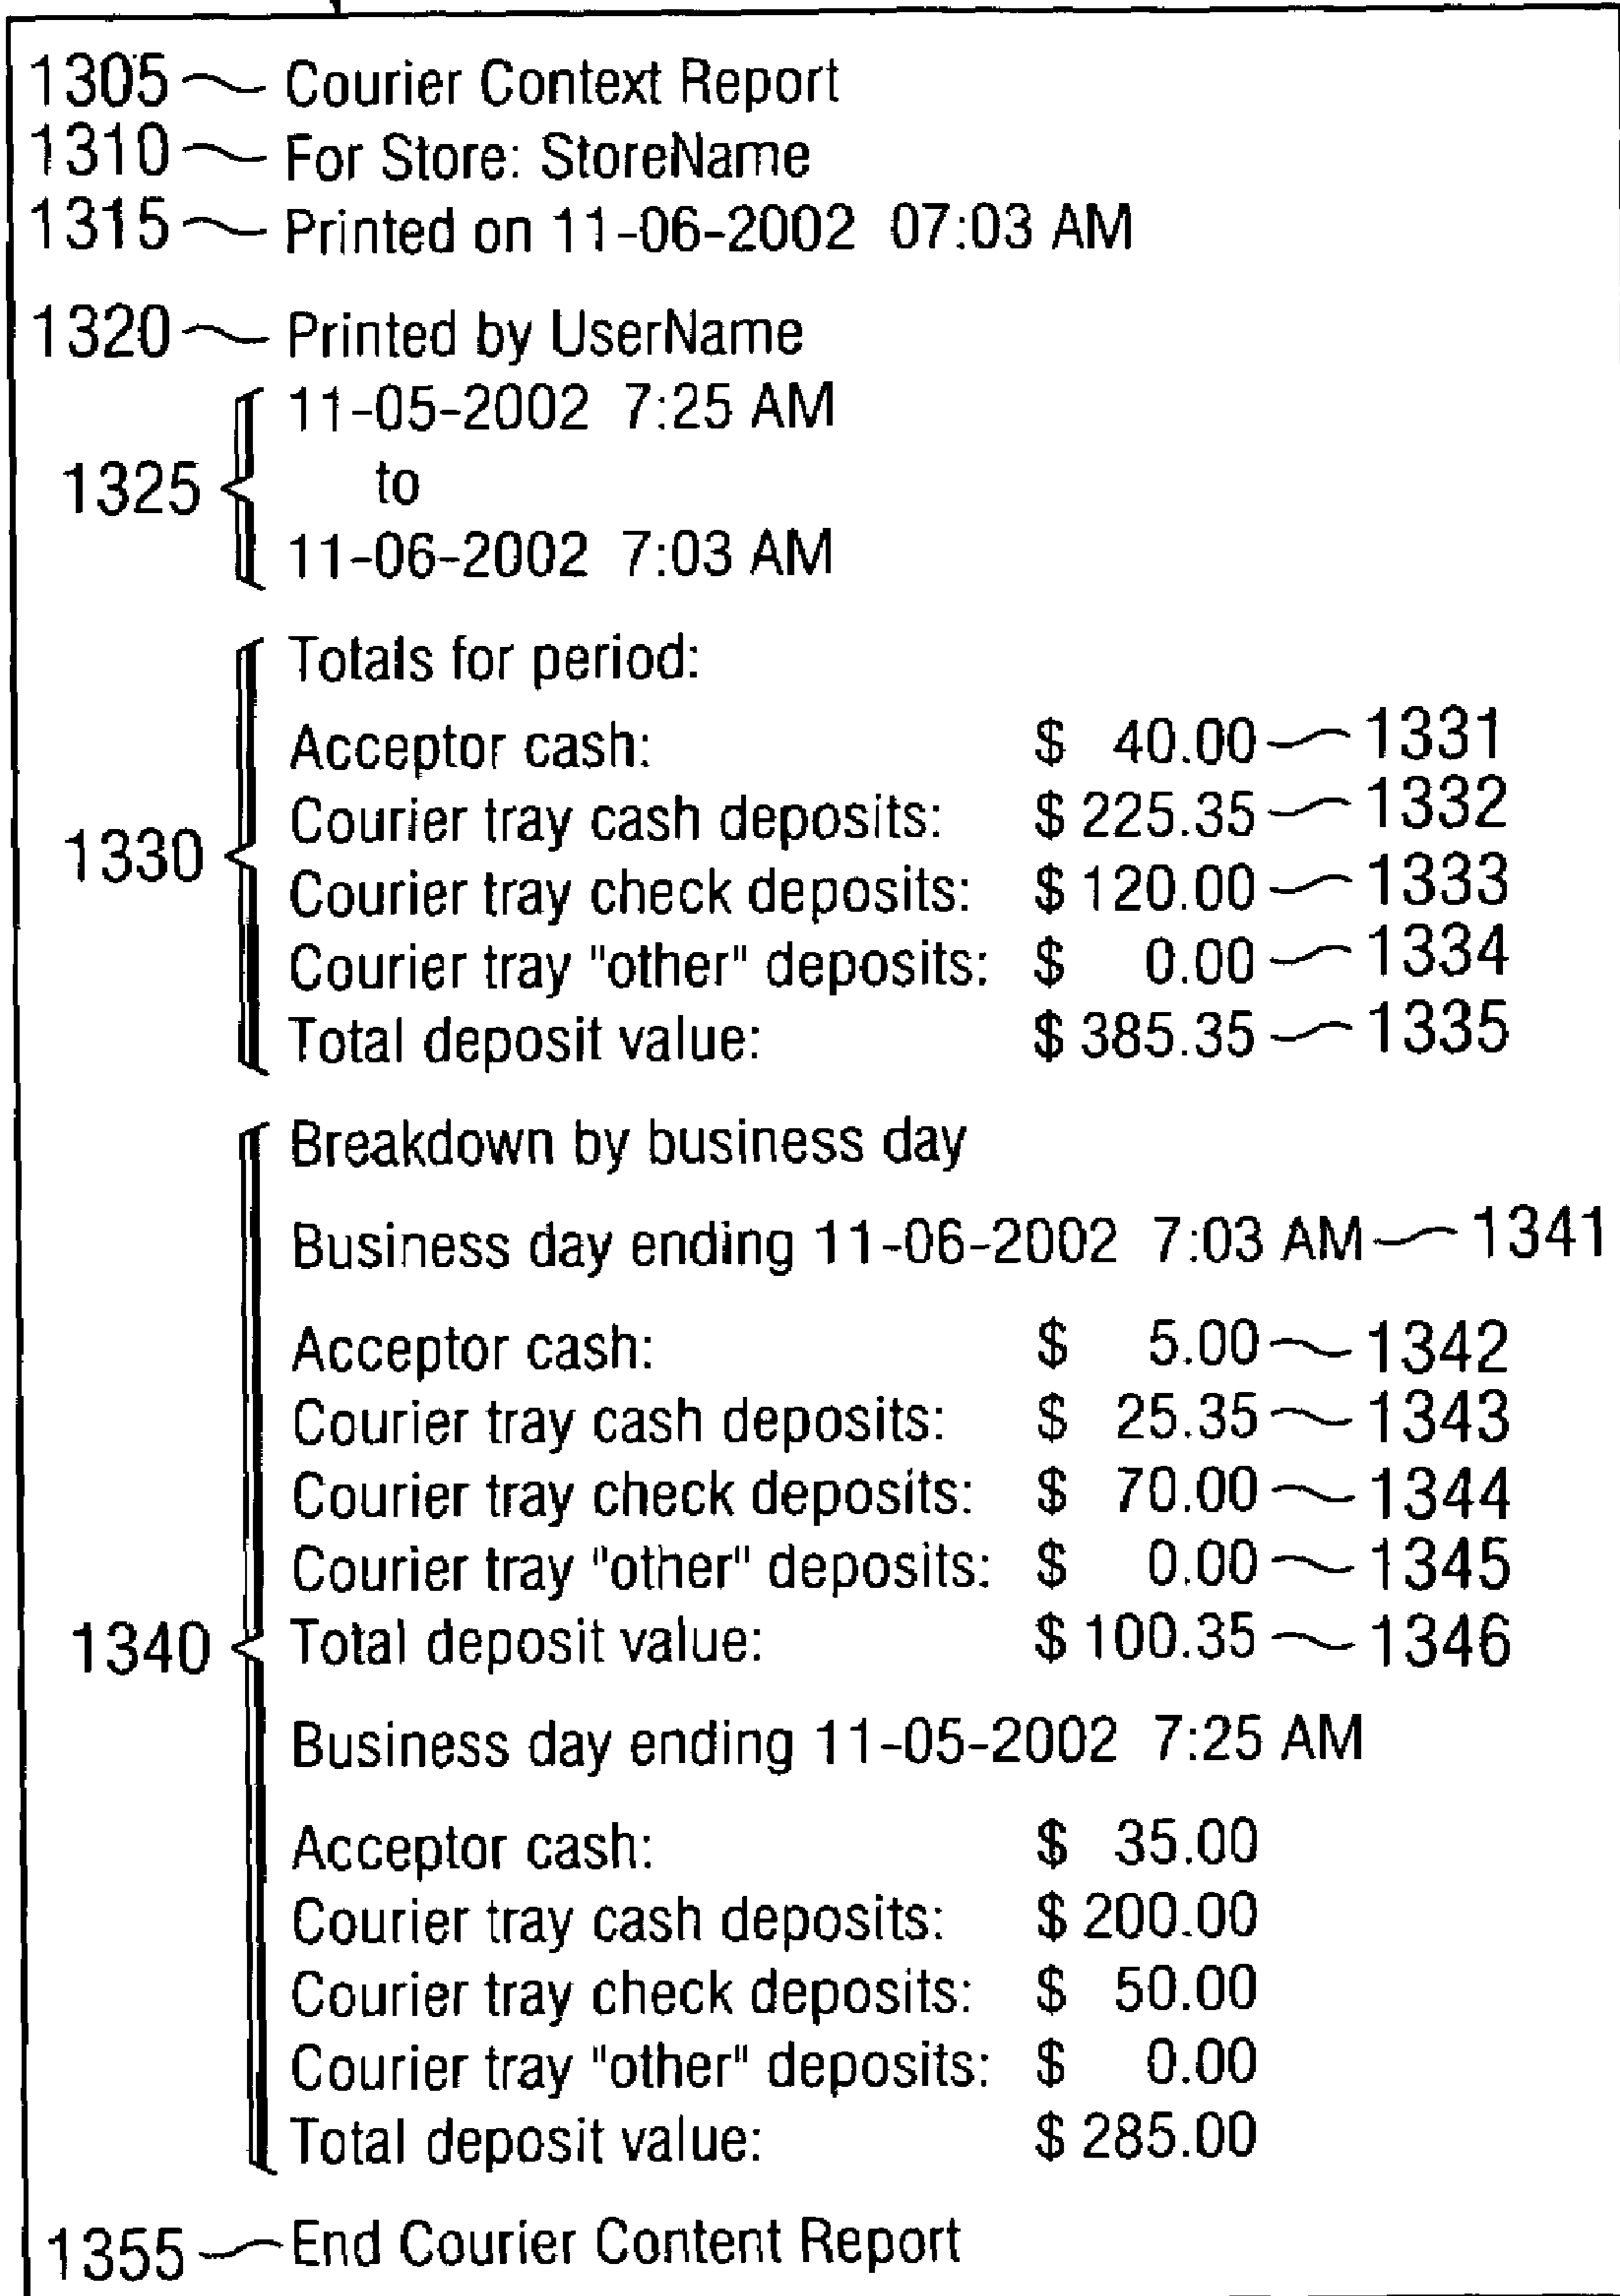 1305 Courier Context Report
1310 For Store: StoreName
1315 Printed on 11-06-2002 07:03 AM
1320 Printed by UserName
11-05-2002 7:25 AM
1325 to
11-06-2002 7:03 AM
Totals for period:
Acceptor cash: $ 40.00 1331
Courier tray cash deposits: $ 225.35 1332
1330
Courier tray check deposits: $ 120.00 1333
Courier tray "other" deposits: $ 0.00 1334
Total deposit value: $ 385.35 1335
Breakdown by business day
Business day ending 11-06-2002 7:03 AM 1341
Acceptor cash: $ 5.00 1342
Courier tray cash deposits: $ 25.35 1343
Courier tray check deposits: $ 70.00 1344
Courier tray "other" deposits: $ 0.00 1345
1340 Total deposit value: $ 100.35 1346
Business day ending 11-05-2002 7:25 AM
Acceptor cash: $ 35.00
Courier tray cash deposits: $ 200.00
Courier tray check deposits: $ 50.00
Courier tray "other" deposits: $ 0.00
Total deposit value: $ 285.00
1355 End Courier Content Report